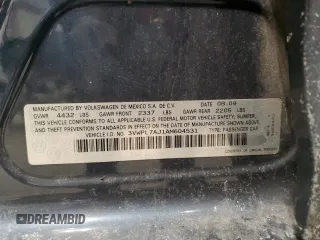 MFD. BY VOLKSWAGEN DE MEXICO S.A. DE C.V. DATE 08-09
GVWR 4432 LBS GAWR FRONT 2337 LBS GAWR REAR 2205 LBS
THIS VEHICLE CONFORMS TO ALL APPLICABLE U.S. FEDERAL MOTOR VEHICLE SAFETY, BUMPER,
AND THEFT PREVENTION STANDARDS IN EFFECT ON THE DATE OF MANUFACTURE SHOWN ABOVE.
VEHICLE I.D. NO. 3VWPL7AJ1AM604531 TYPE: PASSENGER CAR
DREAMBID